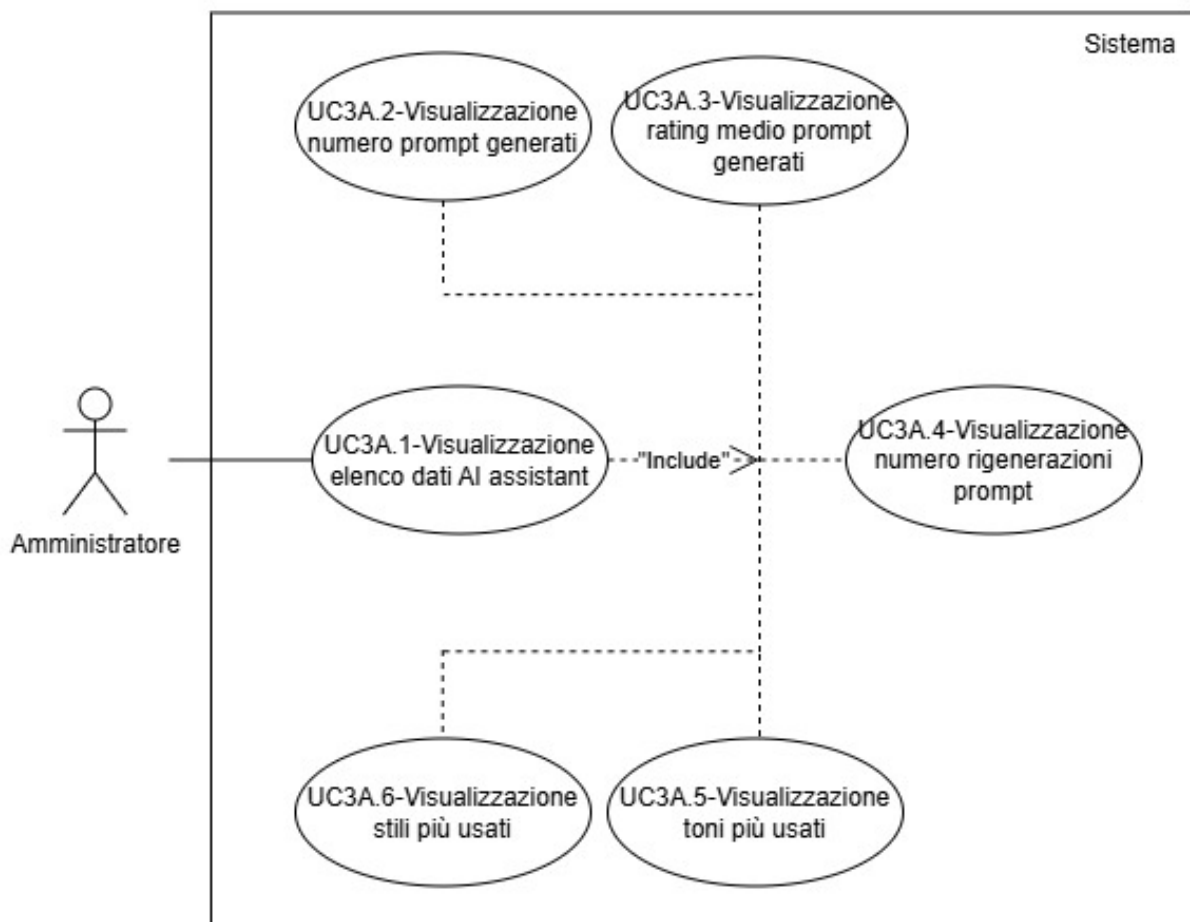 Sistema
UC3A.2-Visualizzazione
numero prompt generati
UC3A.3-Visualizzazione
rating medio prompt
generati
Amministratore
UC3A.1-Visualizzazione
elenco dati AI assistant
"Include"
UC3A.4-Visualizzazione
numero rigenerazioni
prompt
UC3A.6-Visualizzazione
stili più usati
UC3A.5-Visualizzazione
toni più usati